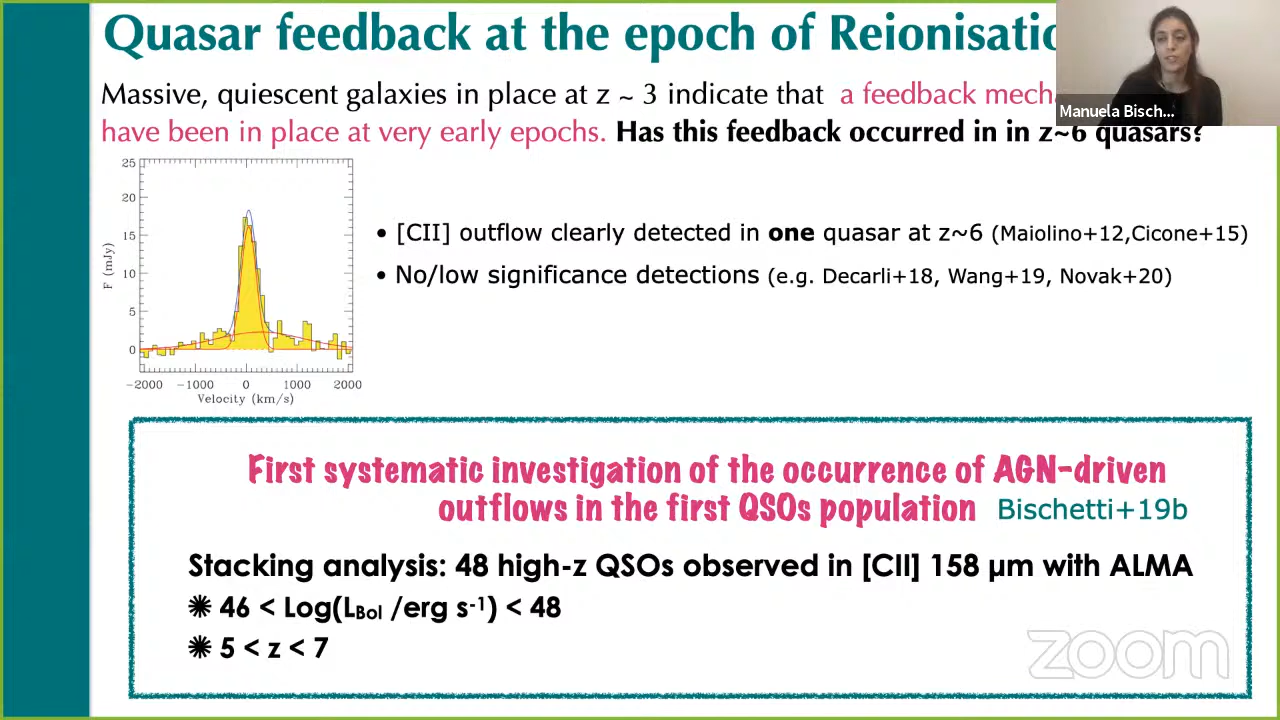 Quasar feedback at the epoch of Reionisatio
Massive, quiescent galaxies in place at z ~ 3 indicate that a feedback mech
Manuela Bisch...
have been in place at very early epochs. Has this feedback occurred in in z~6 quasars?
25
20
15
10
5
0
F (mJy)
−2000 −1000 0 1000 2000
Velocity (km/s)
• [CII] outflow clearly detected in one quasar at z~6 (Maiolino+12,Cicone+15)
• No/low significance detections (e.g. Decarli+18, Wang+19, Novak+20)
First systematic investigation of the occurrence of AGN-driven
outflows in the first QSOs population Bischetti+19b
Stacking analysis: 48 high-z QSOs observed in [CII] 158 µm with ALMA
✺ 46 < Log(LBol /erg s-1) < 48
✺ 5 < z < 7
zoom